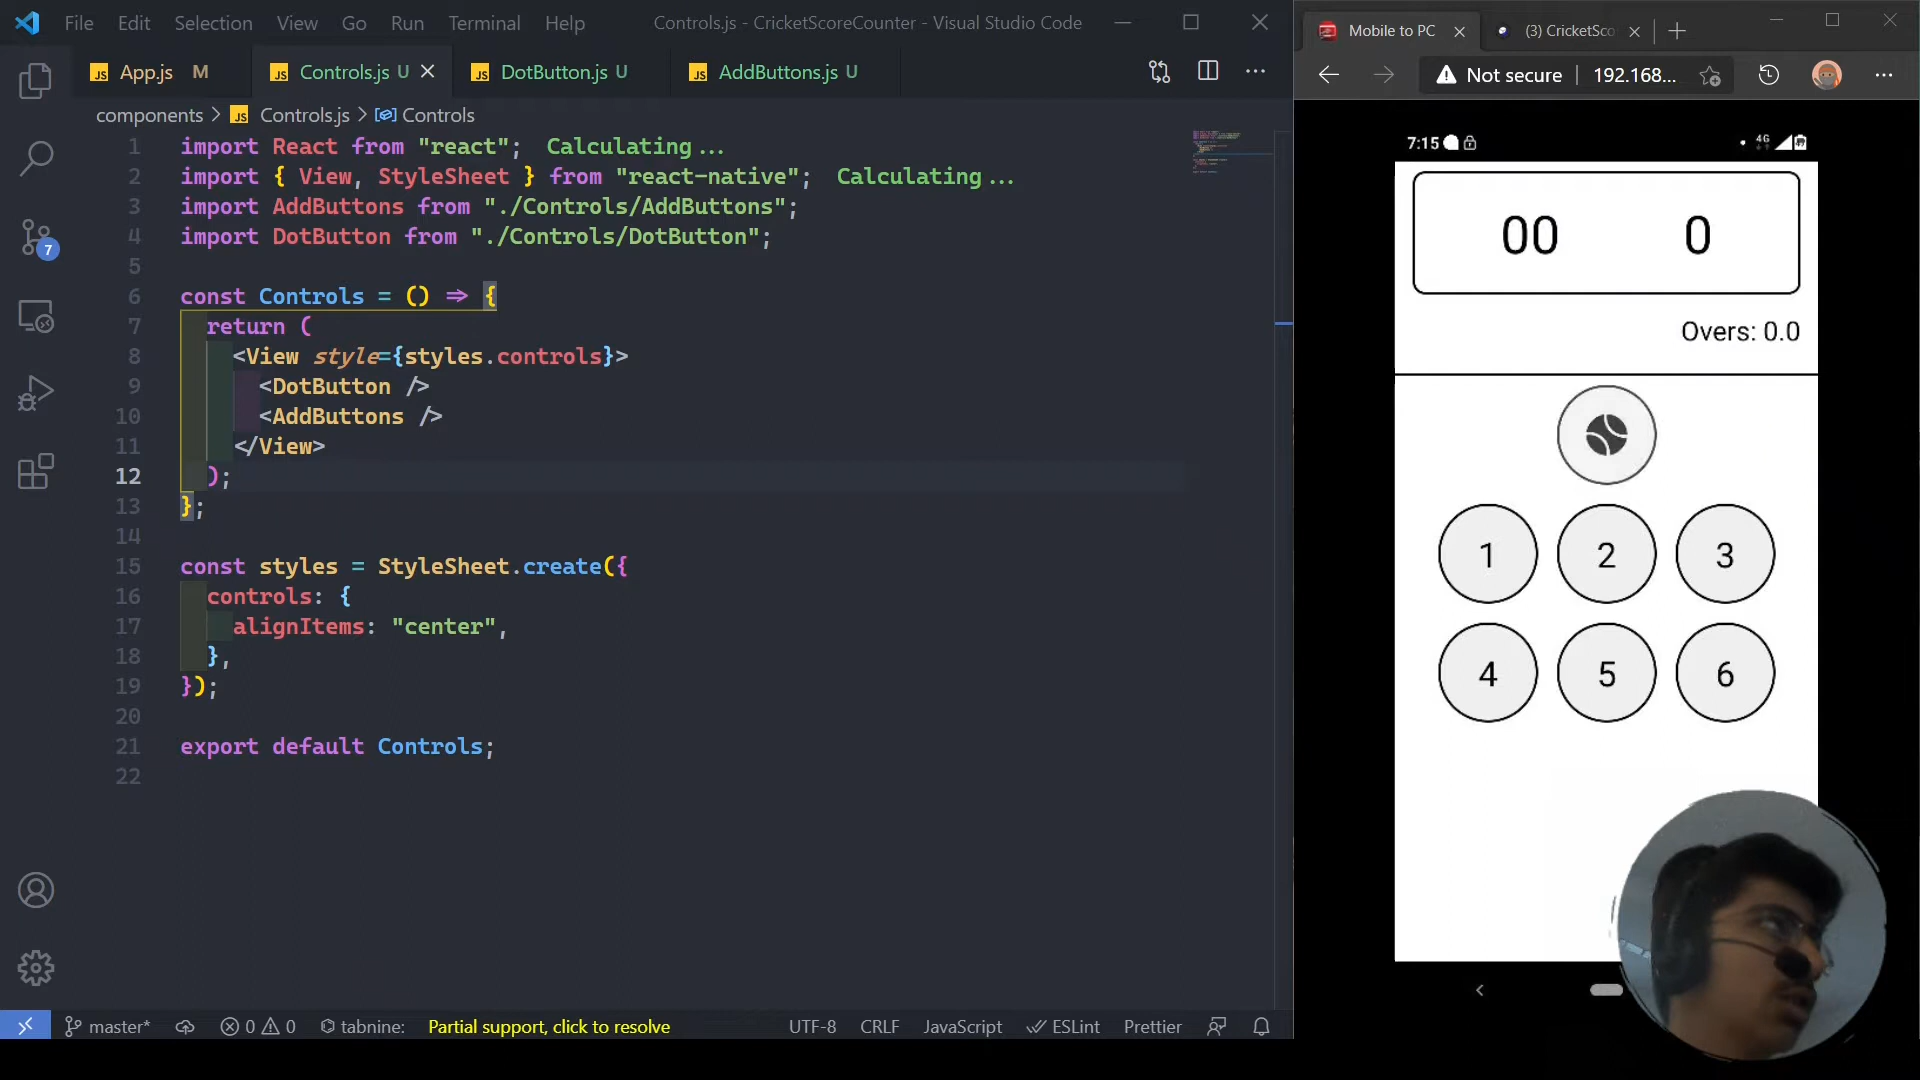 File Edit Selection View Go Run Terminal Help Controls.js - CricketScoreCounter - Visual Studio Code
JS App.js M JS Controls.js U JS DotButton.js U JS AddButtons.js U
components > JS Controls.js > Controls
1 import React from "react"; Calculating...
2 import { View, StyleSheet } from "react-native"; Calculating...
3 import AddButtons from "./Controls/AddButtons";
4 import DotButton from "./Controls/DotButton";
5
6 const Controls = () => {
7 return (
8 <View style={styles.controls}>
9 <DotButton />
10 <AddButtons />
11 </View>
12 );
13 };
14
15 const styles = StyleSheet.create({
16 controls: {
17 alignItems: "center",
18 },
19 });
20
21 export default Controls;
22
7
master* 0 0 tabnine: Partial support, click to resolve UTF-8 CRLF JavaScript ESLint Prettier
Mobile to PC (3) CricketSco
Not secure | 192.168...
7:15 4G
00 0
Overs: 0.0
1 2 3
4 5 6